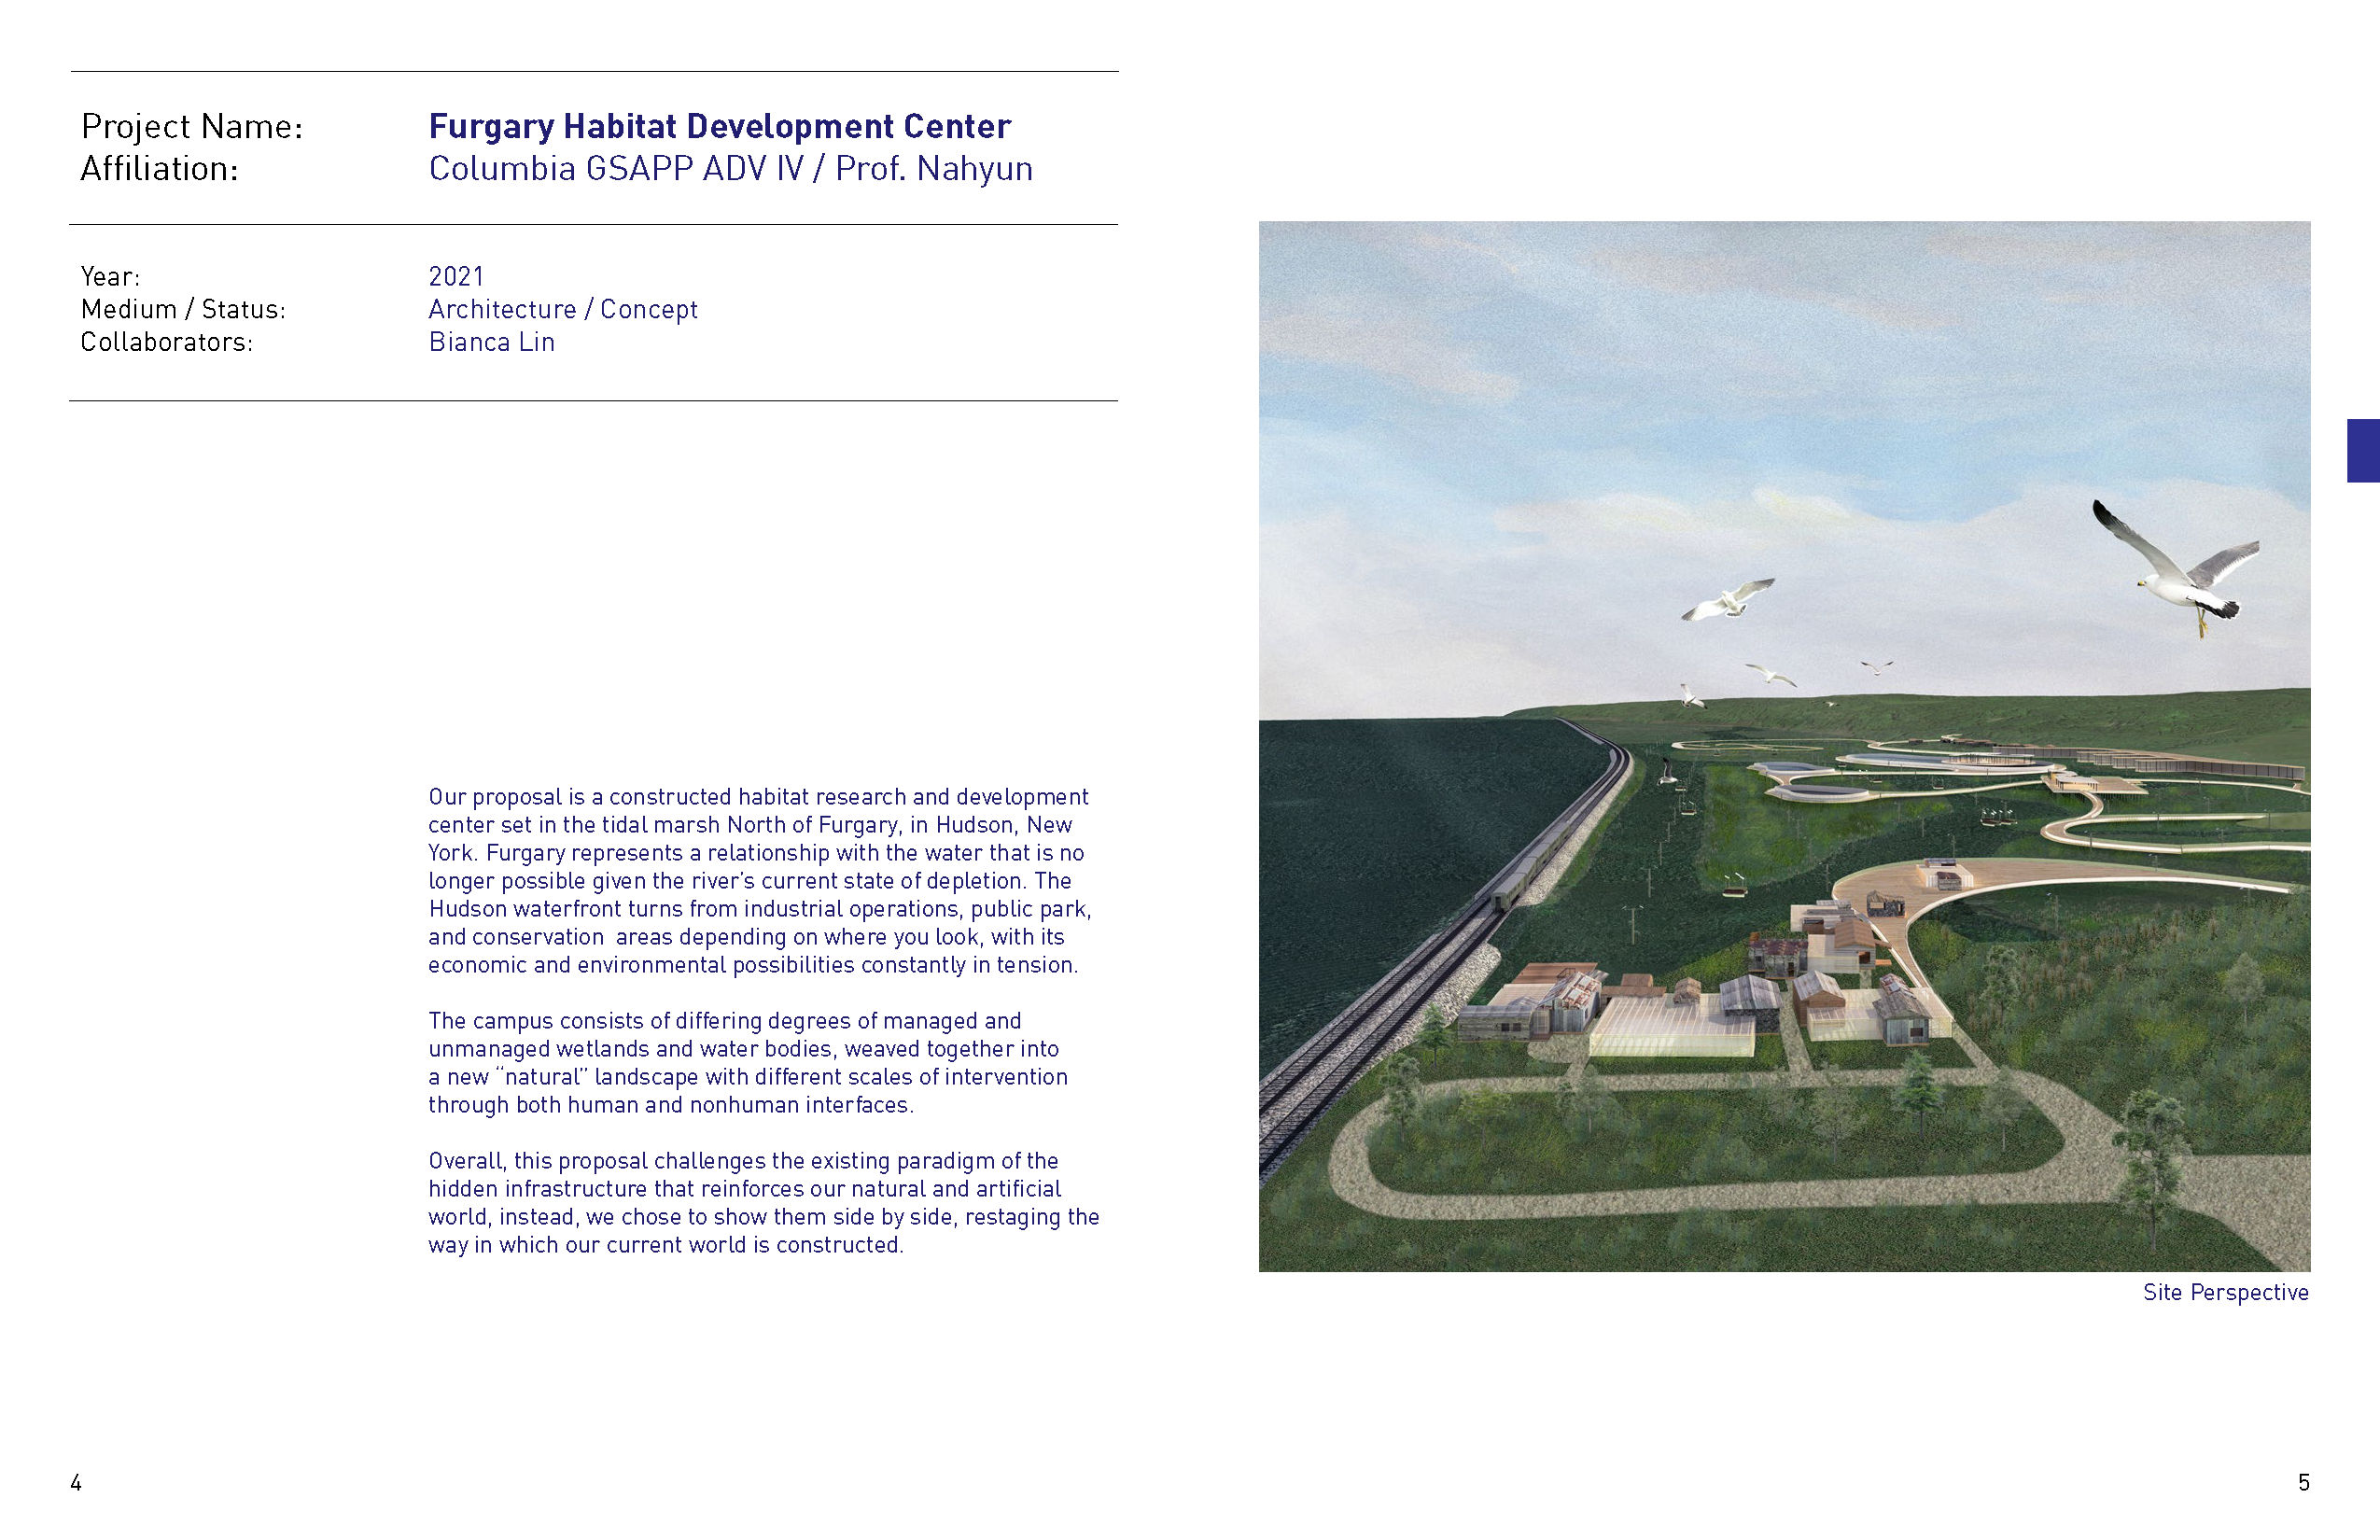 Project Name: Furgary Habitat Development Center
Affiliation: Columbia GSAPP ADV IV / Prof. Nahyun
Year: 2021
Medium / Status: Architecture / Concept
Collaborators: Bianca Lin
Our proposal is a constructed habitat research and development
center set in the tidal marsh North of Furgary, in Hudson, New
York. Furgary represents a relationship with the water that is no
longer possible given the river’s current state of depletion. The
Hudson waterfront turns from industrial operations, public park,
and conservation  areas depending on where you look, with its
economic and environmental possibilities constantly in tension.
The campus consists of differing degrees of managed and
unmanaged wetlands and water bodies, weaved together into
a new “natural” landscape with different scales of intervention
through both human and nonhuman interfaces.
Overall, this proposal challenges the existing paradigm of the
hidden infrastructure that reinforces our natural and artificial
world, instead, we chose to show them side by side, restaging the
way in which our current world is constructed.
Site Perspective
4
5